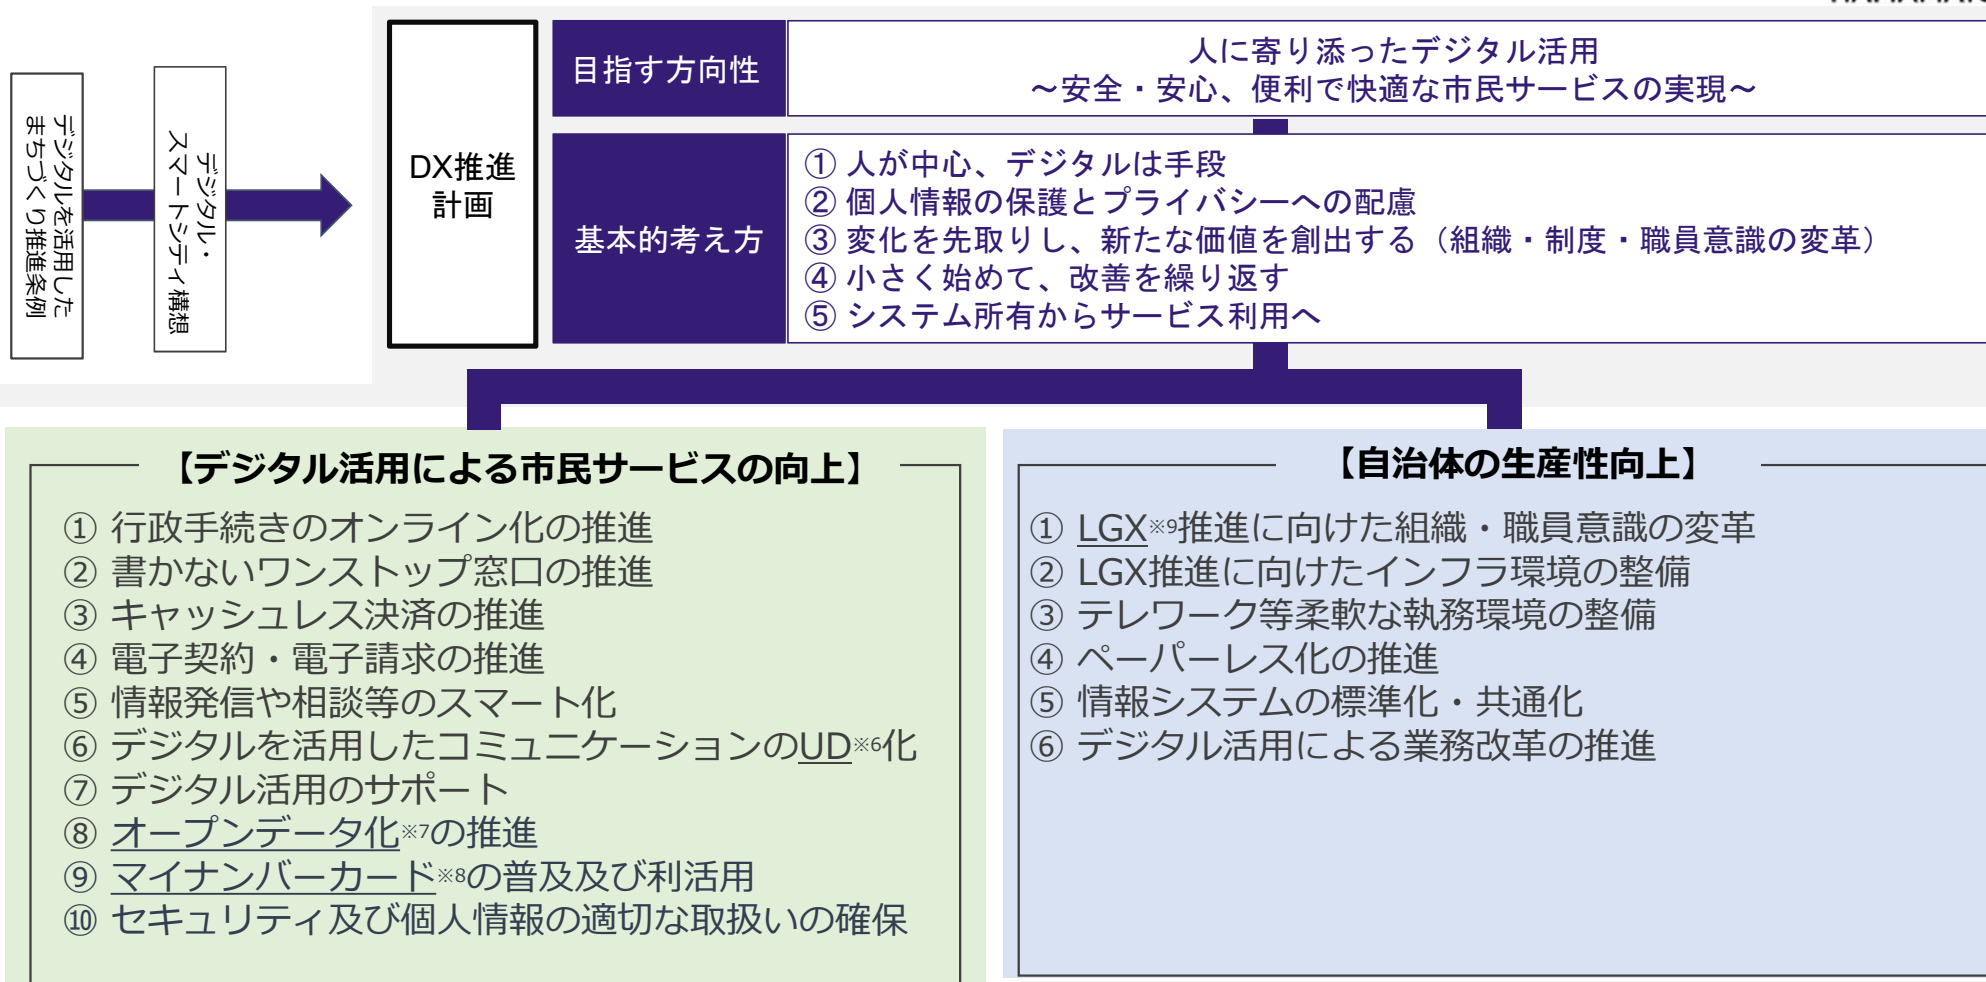 デジタルを活用した
まちづくり推進条例
デジタル・
スマートシティ構想
DX推進
計画
目指す方向性
人に寄り添ったデジタル活用
～安全・安心、便利で快適な市民サービスの実現～
基本的考え方
① 人が中心、デジタルは手段
② 個人情報の保護とプライバシーへの配慮
③ 変化を先取りし、新たな価値を創出する（組織・制度・職員意識の変革）
④ 小さく始めて、改善を繰り返す
⑤ システム所有からサービス利用へ
【デジタル活用による市民サービスの向上】
① 行政手続きのオンライン化の推進
② 書かないワンストップ窓口の推進
③ キャッシュレス決済の推進
④ 電子契約・電子請求の推進
⑤ 情報発信や相談等のスマート化
⑥ デジタルを活用したコミュニケーションのUD※6化
⑦ デジタル活用のサポート
⑧ オープンデータ化※7の推進
⑨ マイナンバーカード※8の普及及び利活用
⑩ セキュリティ及び個人情報の適切な取扱いの確保
【自治体の生産性向上】
① LGX※9推進に向けた組織・職員意識の変革
② LGX推進に向けたインフラ環境の整備
③ テレワーク等柔軟な執務環境の整備
④ ペーパーレス化の推進
⑤ 情報システムの標準化・共通化
⑥ デジタル活用による業務改革の推進